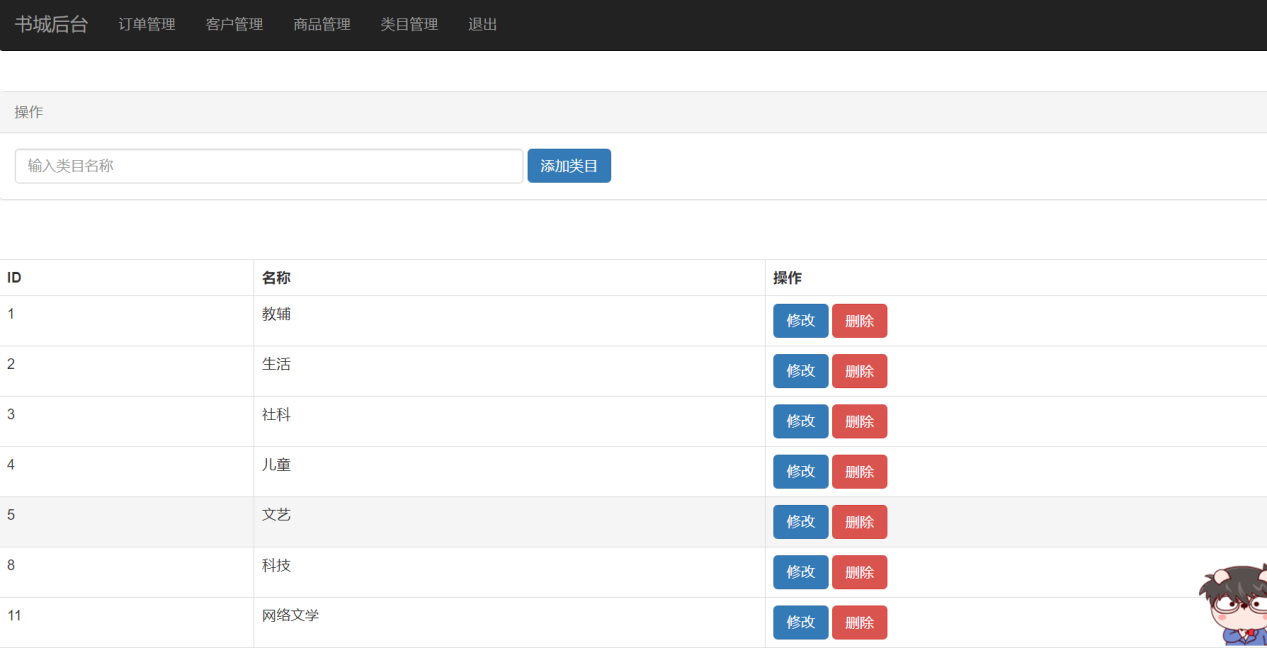 书城后台 订单管理 客户管理 商品管理 类目管理 退出
操作
输入类目名称 添加类目
ID 名称 操作
1 教辅 修改 删除
2 生活 修改 删除
3 社科 修改 删除
4 儿童 修改 删除
5 文艺 修改 删除
8 科技 修改 删除
11 网络文学 修改 删除